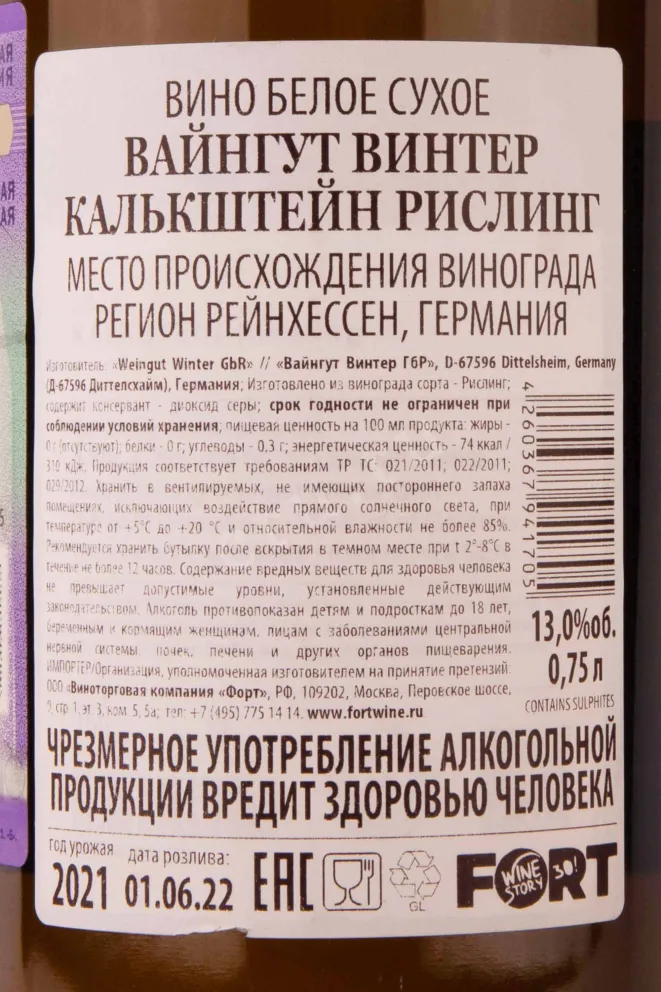 ВИНО БЕЛОЕ СУХОЕ
ВАЙНГУТ ВИНТЕР
КАЛЬКШТЕЙН РИСЛИНГ
МЕСТО ПРОИСХОЖДЕНИЯ ВИНОГРАДА
РЕГИОН РЕЙНХЕССЕН, ГЕРМАНИЯ
Изготовитель: «Weingut Winter GbR» // «Вайнгут Винтер ГбР», D-67596 Dittelsheim, Germany
(Д-67596 Диттелсхайм), Германия; Изготовлено из винограда сорта - Рислинг;
содержит консервант - диоксид серы; срок годности не ограничен при
соблюдении условий хранения; пищевая ценность на 100 мл продукта: жиры -
0 г (отсутствуют); белки - 0 г; углеводы - 0,3 г; энергетическая ценность - 74 ккал /
310 кДж. Продукция соответствует требованиям ТР ТС: 021/2011; 022/2011;
029/2012. Хранить в вентилируемых, не имеющих постороннего запаха
помещениях, исключающих воздействие прямого солнечного света, при
температуре от +5°С до +20 °С и относительной влажности не более 85%.
Рекомендуется хранить бутылку после вскрытия в темном месте при t 2°-8°С в
течение не более 12 часов. Содержание вредных веществ для здоровья человека
не превышает допустимые уровни, установленные действующим
законодательством. Алкоголь противопоказан детям и подросткам до 18 лет,
беременным и кормящим женщинам, лицам с заболеваниями центральной
нервной системы, почек, печени и других органов пищеварения.
ИМПОРТЕР/Организация, уполномоченная изготовителем на принятие претензий:
ООО «Виноторговая компания «Форт», РФ, 109202, Москва, Перовское шоссе,
9, стр 1, эт. 3, ком. 5, 5а; тел: +7 (495) 775 14 14. www.fortwine.ru
4 260367 941705
13,0%об.
0,75 л
CONTAINS SULPHITES
ЧРЕЗМЕРНОЕ УПОТРЕБЛЕНИЕ АЛКОГОЛЬНОЙ
ПРОДУКЦИИ ВРЕДИТ ЗДОРОВЬЮ ЧЕЛОВЕКА
год урожая
2021
дата розлива:
01.06.22
EAC
GL
FORT
WINE STORY 30!